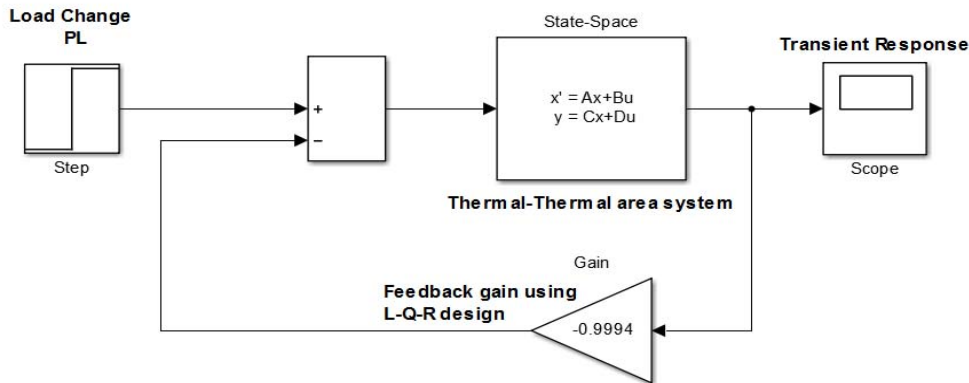 Load Change
PL
Step
+
−
State-Space
x' = Ax+Bu
y = Cx+Du
Thermal-Thermal area system
Transient Response
Scope
Gain
-0.9994
Feedback gain using
L-Q-R design